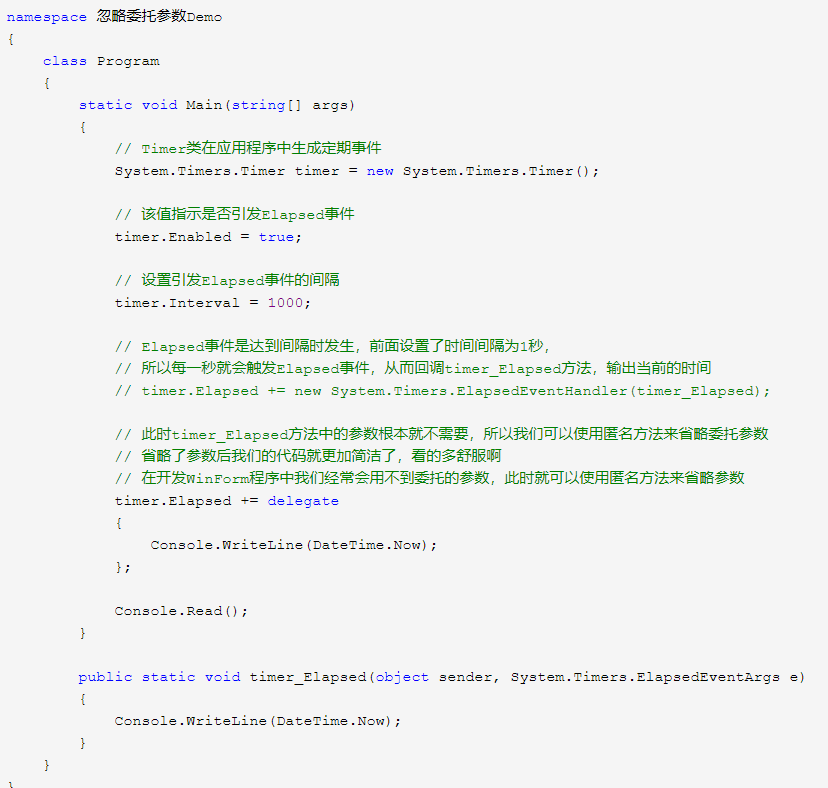 namespace 忽略委托参数Demo
{
    class Program
    {
        static void Main(string[] args)
        {
            // Timer类在应用程序中生成定期事件
            System.Timers.Timer timer = new System.Timers.Timer();

            // 该值指示是否引发Elapsed事件
            timer.Enabled = true;

            // 设置引发Elapsed事件的间隔
            timer.Interval = 1000;

            // Elapsed事件是达到间隔时发生，前面设置了时间间隔为1秒，
            // 所以每一秒就会触发Elapsed事件，从而回调timer_Elapsed方法，输出当前的时间
            // timer.Elapsed += new System.Timers.ElapsedEventHandler(timer_Elapsed);

            // 此时timer_Elapsed方法中的参数根本就不需要，所以我们可以使用匿名方法来省略委托参数
            // 省略了参数后我们的代码就更加简洁了，看的多舒服啊
            // 在开发WinForm程序中我们经常会用不到委托的参数，此时就可以使用匿名方法来省略参数
            timer.Elapsed += delegate
            {
                Console.WriteLine(DateTime.Now);
            };

            Console.Read();
        }

        public static void timer_Elapsed(object sender, System.Timers.ElapsedEventArgs e)
        {
            Console.WriteLine(DateTime.Now);
        }
    }
}